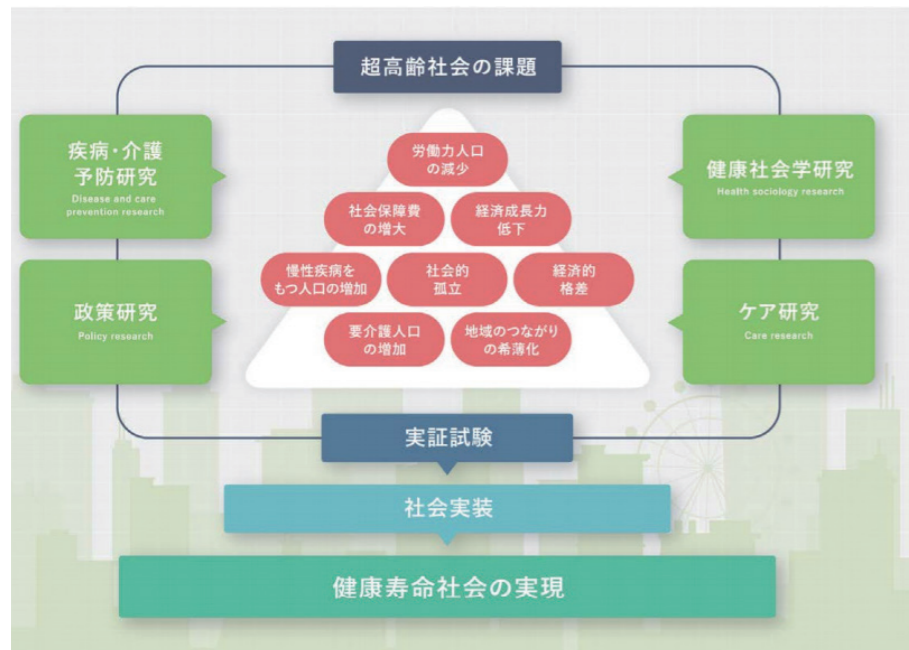 超高齢社会の課題
疾病・介護
予防研究
Disease and care
prevention research
健康社会学研究
Health sociology research
労働力人口
の減少
社会保障費
の増大
経済成長力
低下
慢性疾病を
もつ人口の増加
社会的
孤立
経済的
格差
要介護人口
の増加
地域のつながり
の希薄化
政策研究
Policy research
ケア研究
Care research
実証試験
社会実装
健康寿命社会の実現